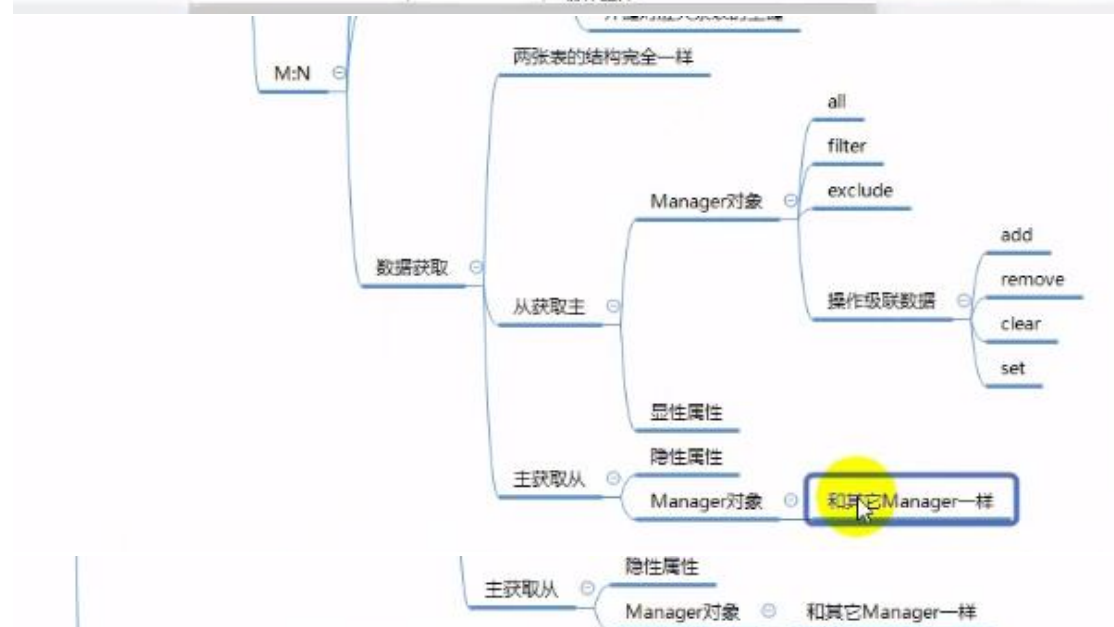 M:N
两张表的结构完全一样
all
filter
Manager对象
exclude
add
数据获取
remove
从获取主
操作级联数据
clear
set
显性属性
隐性属性
主获取从
Manager对象
和其它Manager一样
隐性属性
主获取从
Manager对象
和其它Manager一样